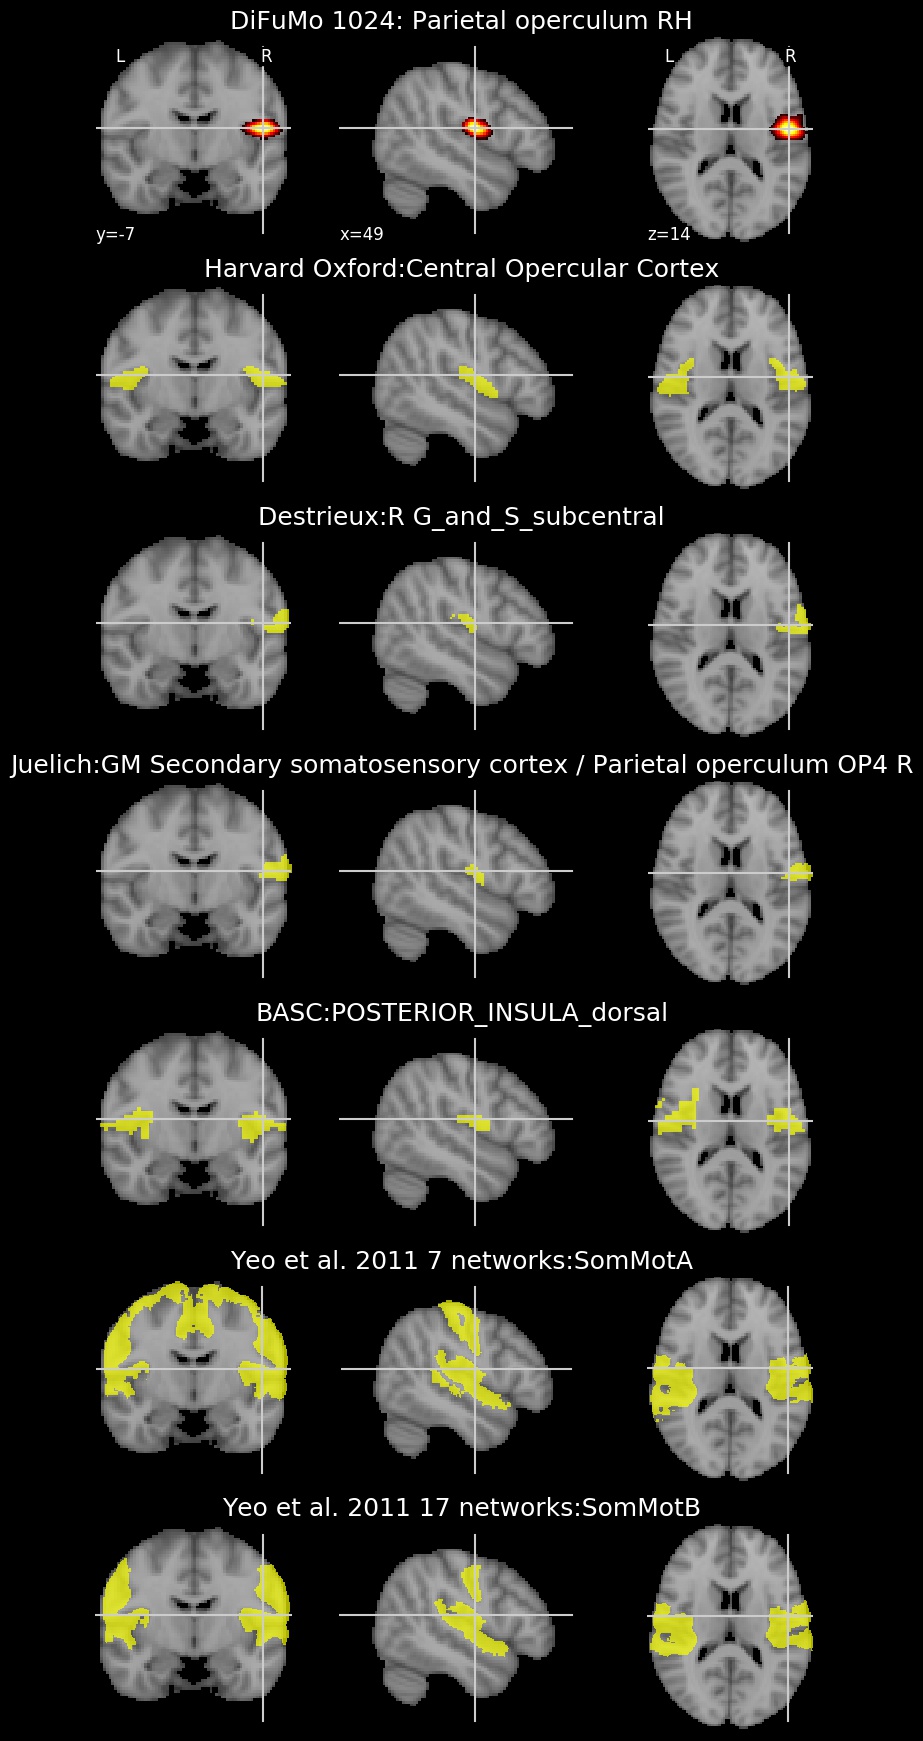 DiFuMo 1024: Parietal operculum RH
L R L R
y=-7 x=49 z=14
Harvard Oxford:Central Opercular Cortex
Destrieux:R G_and_S_subcentral
Juelich:GM Secondary somatosensory cortex / Parietal operculum OP4 R
BASC:POSTERIOR_INSULA_dorsal
Yeo et al. 2011 7 networks:SomMotA
Yeo et al. 2011 17 networks:SomMotB